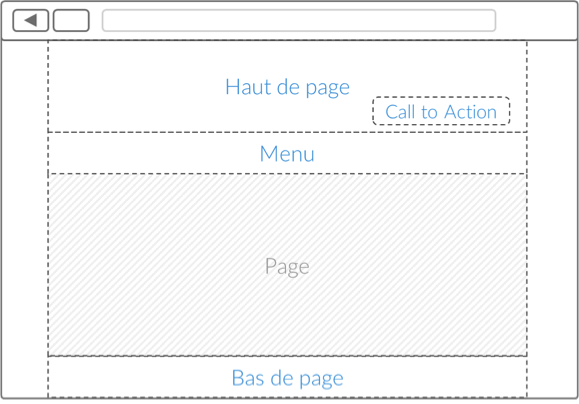 Haut de page
Call to Action
Menu
Page
Bas de page